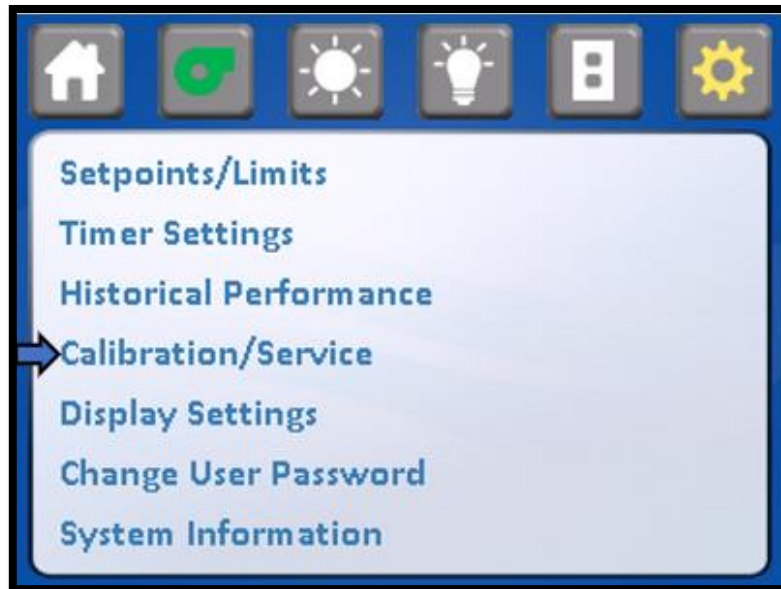 Setpoints/Limits
Timer Settings
Historical Performance
Calibration/Service
Display Settings
Change User Password
System Information